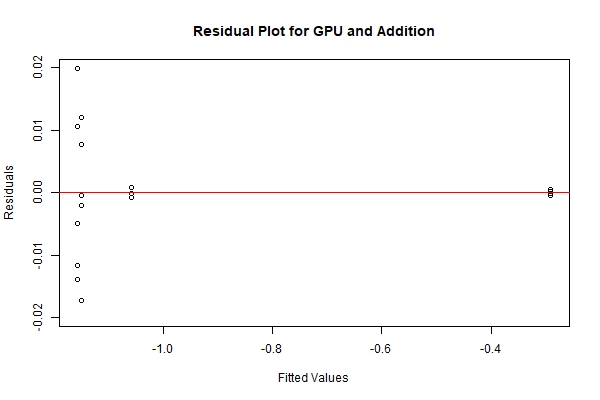 Residual Plot for GPU and Addition
Residuals
0.02
0.01
0.00
-0.01
-0.02
-1.0 -0.8 -0.6 -0.4
Fitted Values